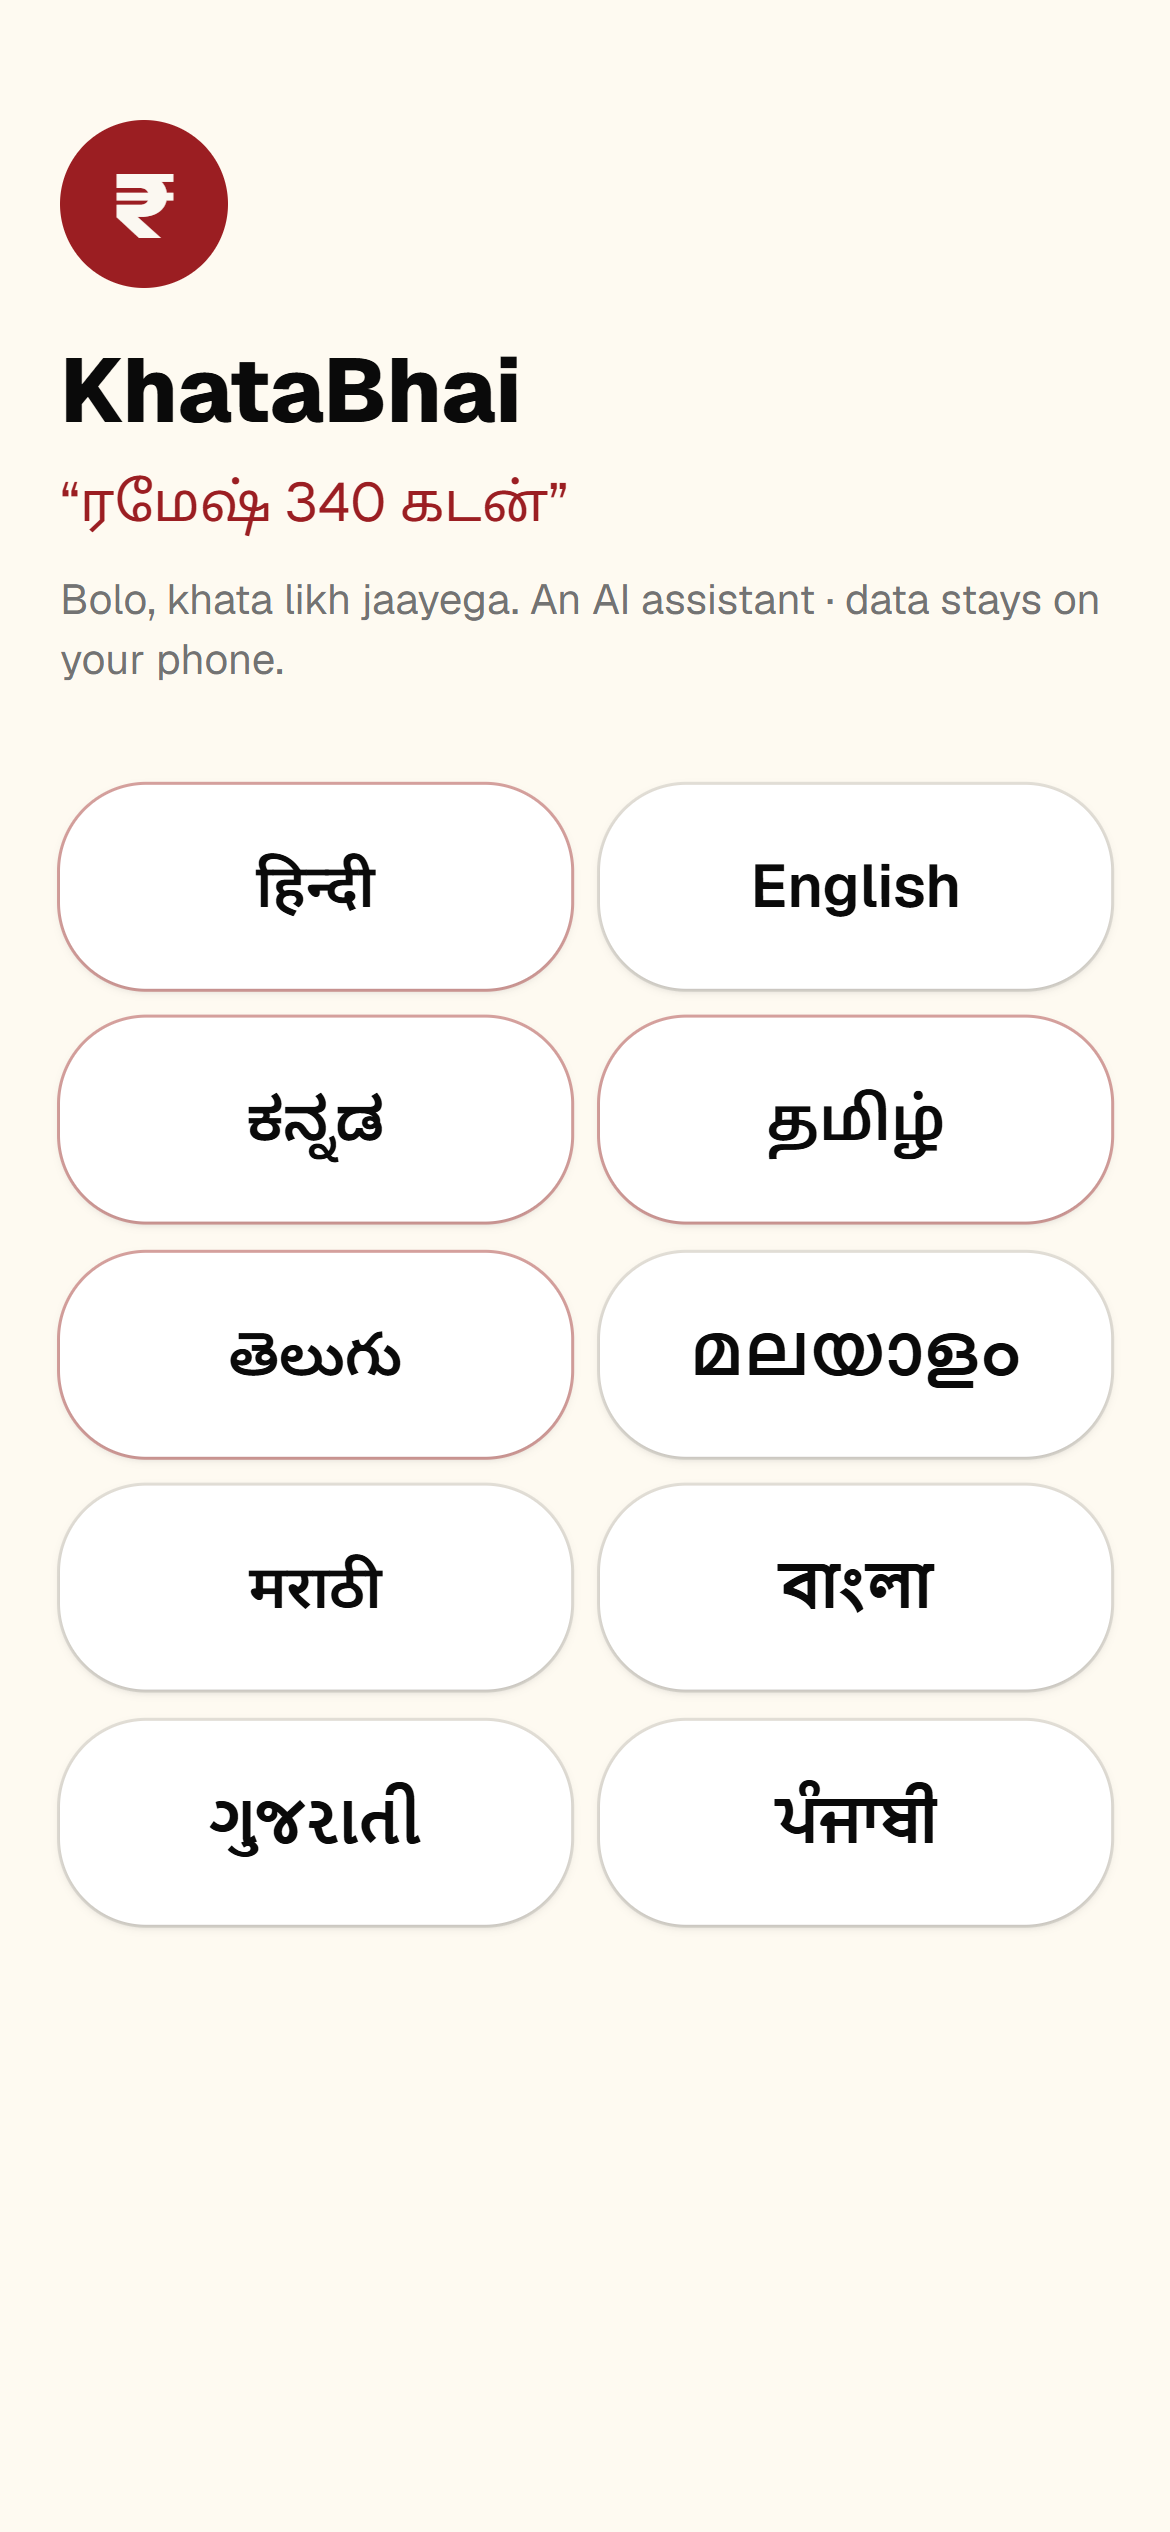 ₹
KhataBhai
“ரமேஷ் 340 கடன்”
Bolo, khata likh jaayega. An AI assistant · data stays on
your phone.
हिन्दी English
ಕನ್ನಡ தமிழ்
తెలుగు മലയാളം
मराठी বাংলা
ગુજરાતી ਪੰਜਾਬੀ